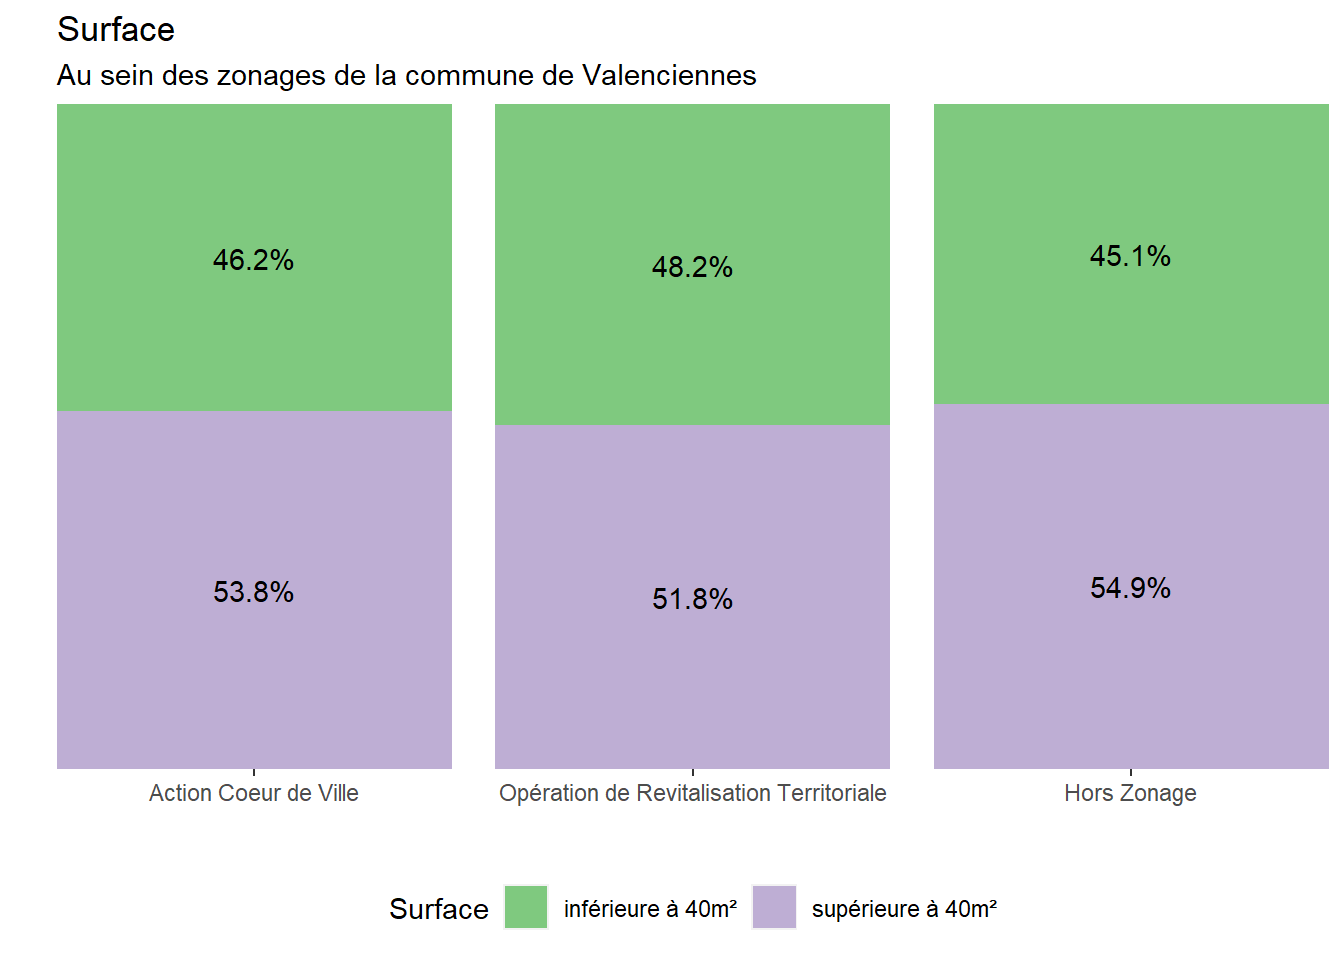 Surface
Au sein des zonages de la commune de Valenciennes
46.2%
48.2%
45.1%
53.8%
51.8%
54.9%
Action Coeur de Ville
Opération de Revitalisation Territoriale
Hors Zonage
Surface
inférieure à 40m²
supérieure à 40m²